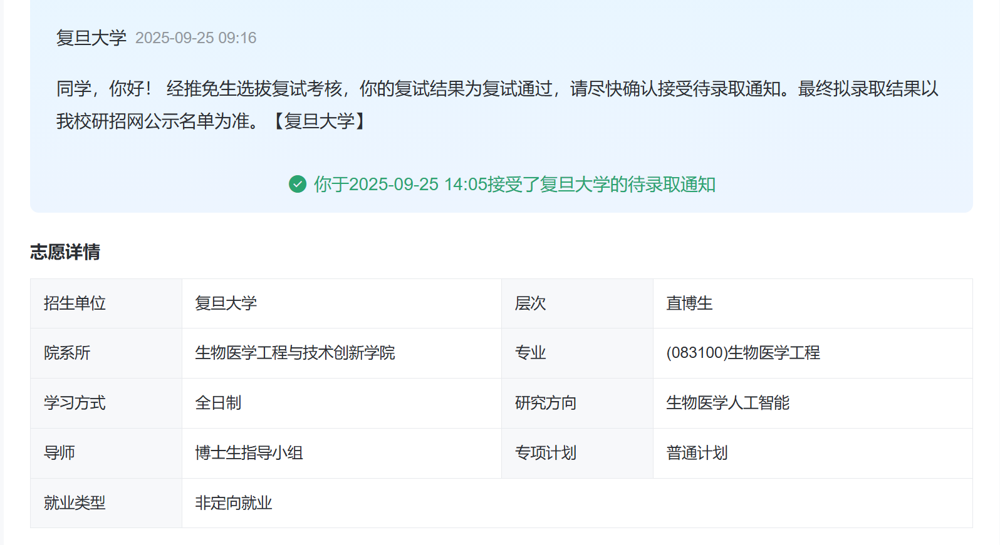 复旦大学 2025-09-25 09:16
同学，你好！ 经推免生选拔复试考核，你的复试结果为复试通过，请尽快确认接受待录取通知。最终拟录取结果以
我校研招网公示名单为准。【复旦大学】
你于2025-09-25 14:05接受了复旦大学的待录取通知
志愿详情
招生单位 复旦大学 层次 直博生
院系所 生物医学工程与技术创新学院 专业 (083100)生物医学工程
学习方式 全日制 研究方向 生物医学人工智能
导师 博士生指导小组 专项计划 普通计划
就业类型 非定向就业